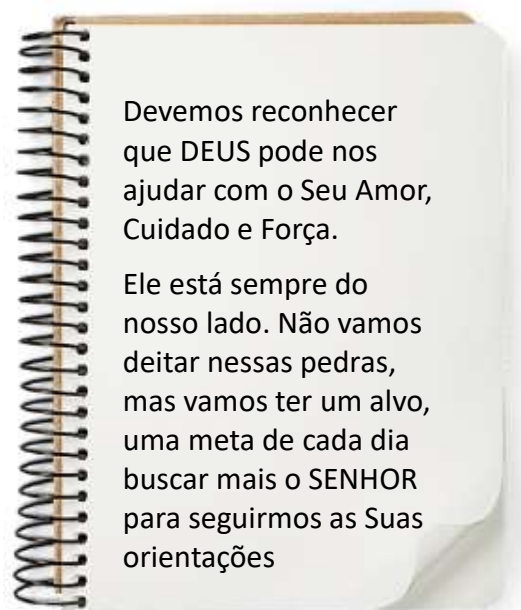 Devemos reconhecer
que DEUS pode nos
ajudar com o Seu Amor,
Cuidado e Força.
Ele está sempre do
nosso lado. Não vamos
deitar nessas pedras,
mas vamos ter um alvo,
uma meta de cada dia
buscar mais o SENHOR
para seguirmos as Suas
orientações